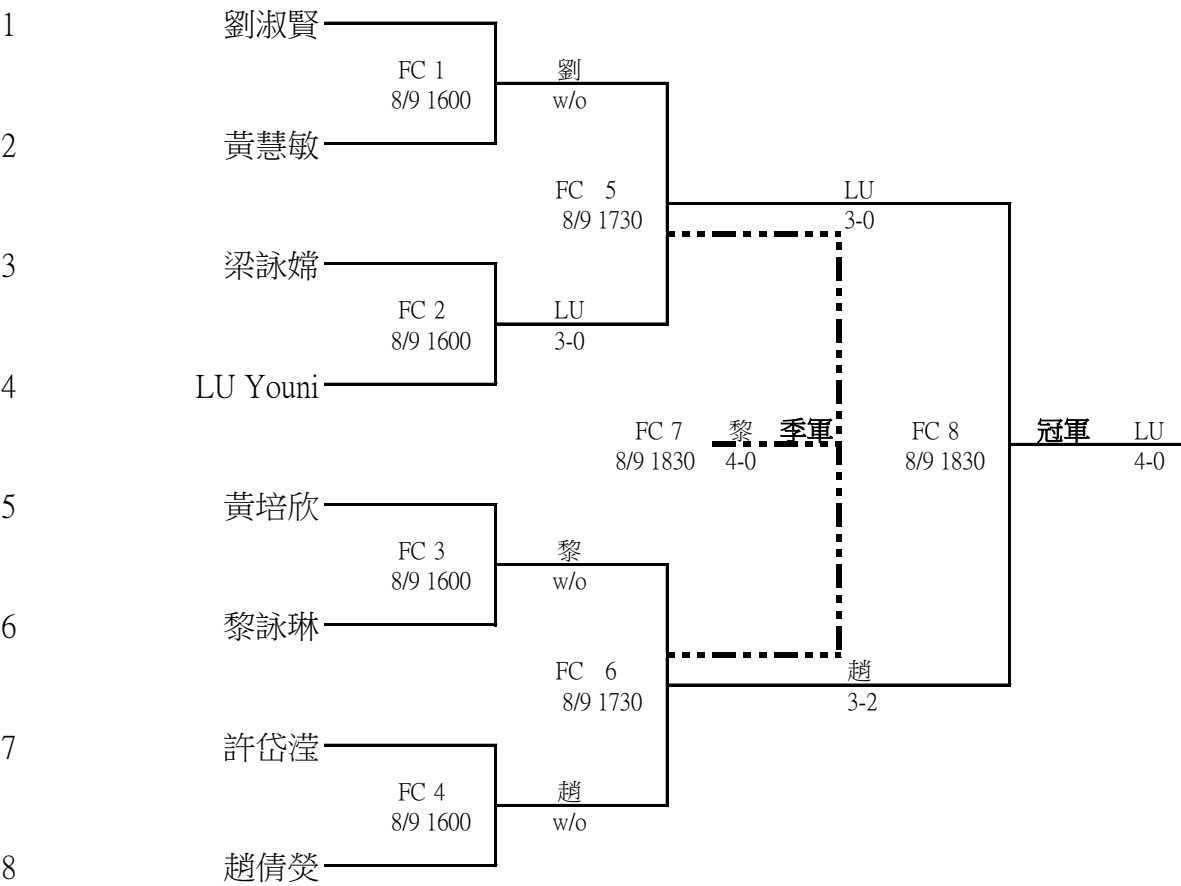 1 劉淑賢
FC 1 劉
8/9 1600 w/o
2 黃慧敏
FC 5 LU
8/9 1730 3-0
3 梁詠嫦
FC 2 LU
8/9 1600 3-0
4 LU Youni
FC 7 黎 季軍 FC 8 冠軍 LU
8/9 1830 4-0 8/9 1830 4-0
5 黃培欣
FC 3 黎
8/9 1600 w/o
6 黎詠琳
FC 6 趙
8/9 1730 3-2
7 許岱滢
FC 4 趙
8/9 1600 w/o
8 趙倩熒